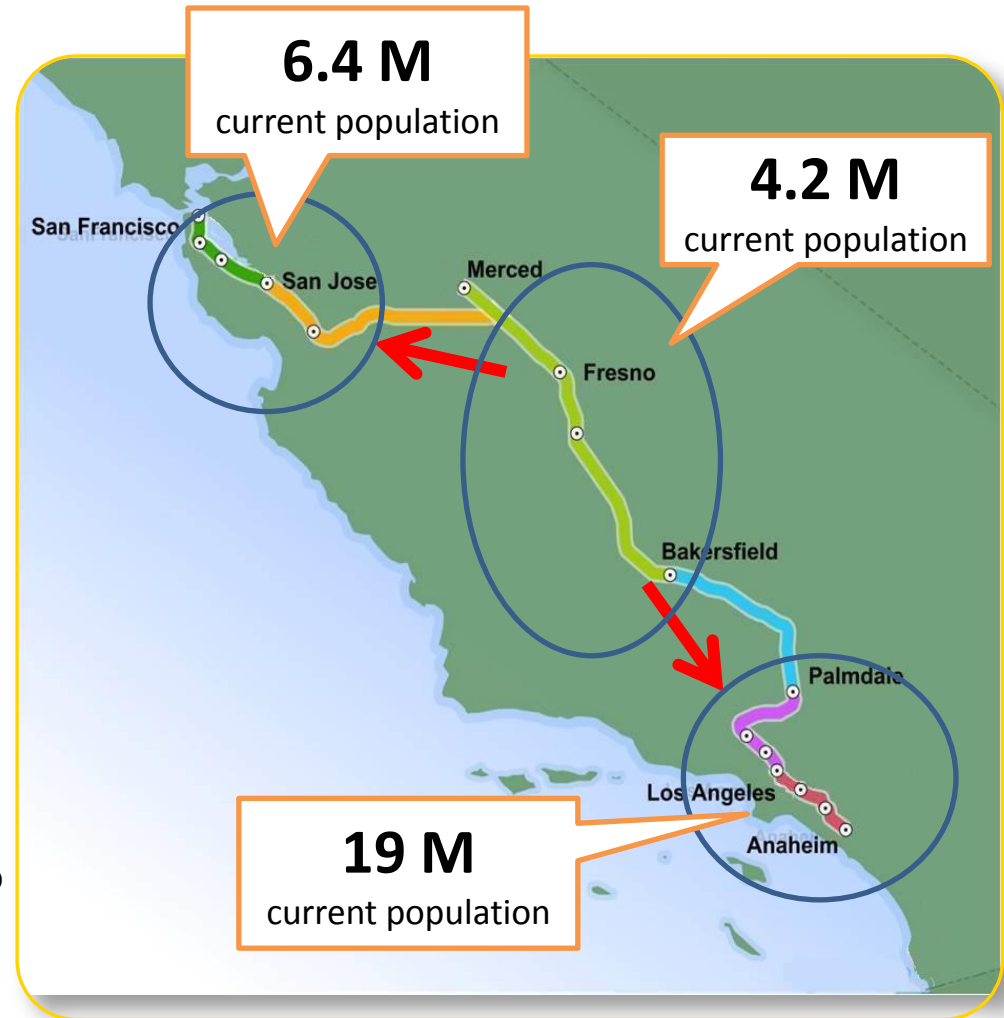 6.4 M
current population
4.2 M
current population
San Francisco
Merced
San Jose
Fresno
Bakersfield
Palmdale
Los Angeles
Anaheim
19 M
current population